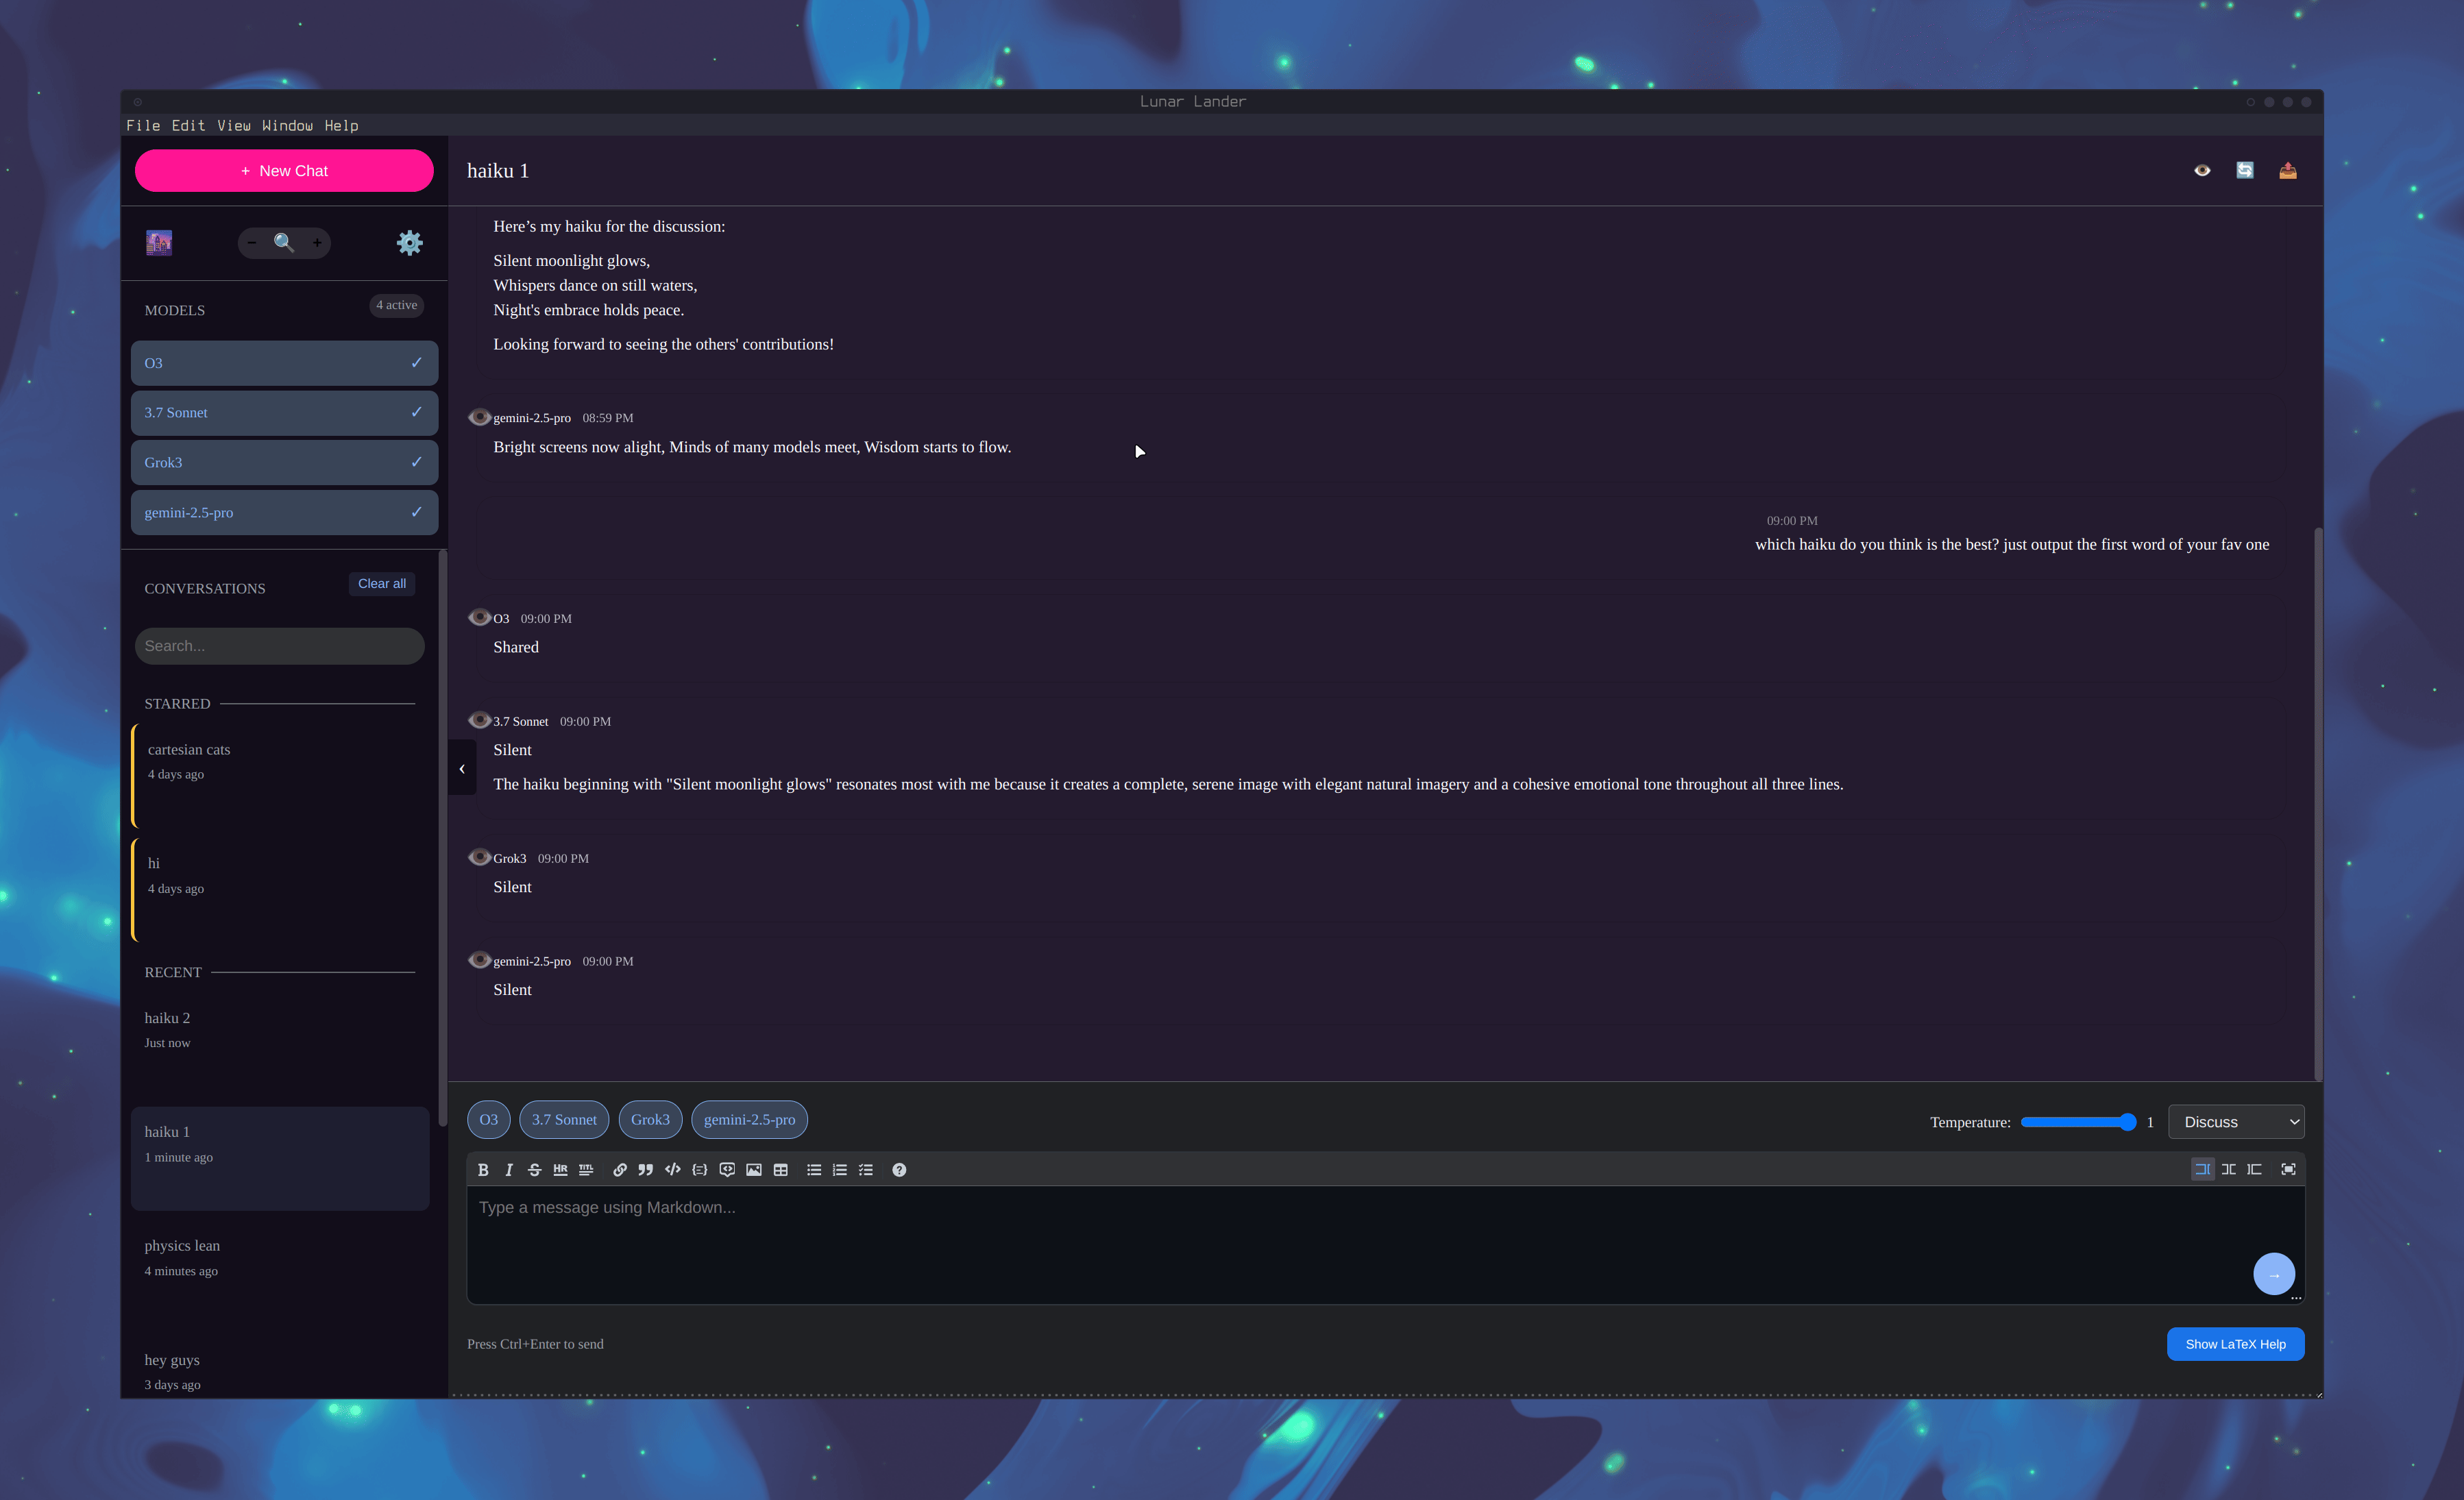 Lunar Lander
File Edit View Window Help
+ New Chat
4 active
MODELS
O3 ✓
3.7 Sonnet ✓
Grok3 ✓
gemini-2.5-pro ✓
CONVERSATIONS
Clear all
Search...
STARRED
cartesian cats
4 days ago
hi
4 days ago
RECENT
haiku 2
Just now
haiku 1
1 minute ago
physics lean
4 minutes ago
hey guys
3 days ago
haiku 1
Here’s my haiku for the discussion:
Silent moonlight glows,
Whispers dance on still waters,
Night's embrace holds peace.
Looking forward to seeing the others' contributions!
gemini-2.5-pro 08:59 PM
Bright screens now alight, Minds of many models meet, Wisdom starts to flow.
09:00 PM
which haiku do you think is the best? just output the first word of your fav one
O3 09:00 PM
Shared
3.7 Sonnet 09:00 PM
Silent
The haiku beginning with "Silent moonlight glows" resonates most with me because it creates a complete, serene image with elegant natural imagery and a cohesive emotional tone throughout all three lines.
Grok3 09:00 PM
Silent
gemini-2.5-pro 09:00 PM
Silent
O3 3.7 Sonnet Grok3 gemini-2.5-pro
Temperature: 1 Discuss
B I S HR TITL
Type a message using Markdown...
Press Ctrl+Enter to send
Show LaTeX Help